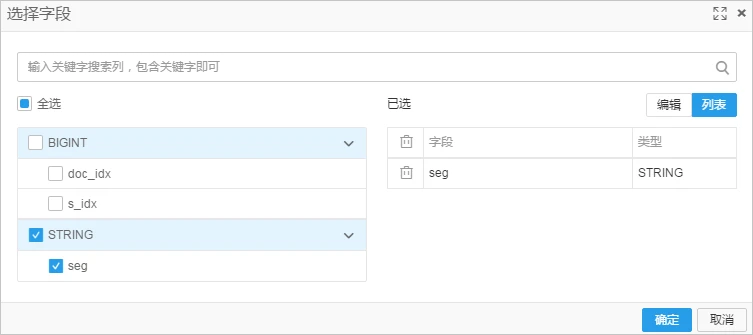 选择字段
输入关键字搜索列，包含关键字即可
全选
BIGINT
doc_idx
s_idx
STRING
seg
已选
编辑 列表
字段 类型
seg STRING
确定 取消